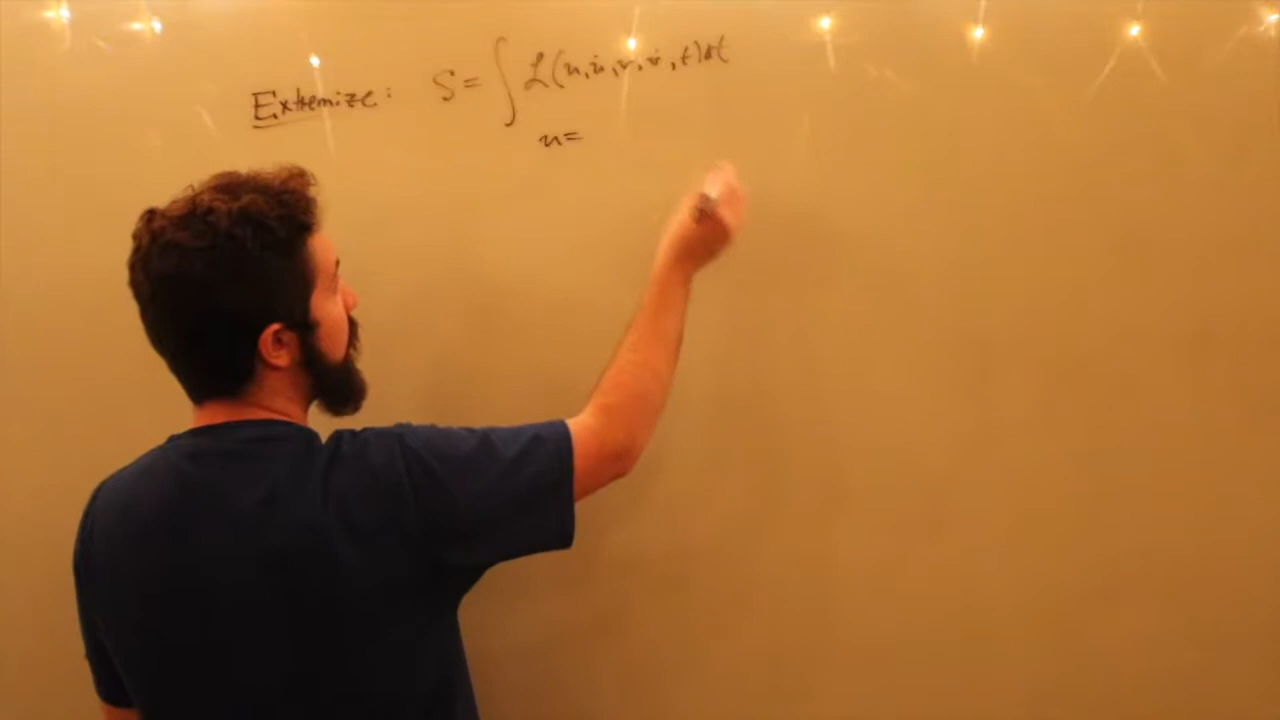 Extremize: S = ∫ ℒ(u, u̇, v, v̇, t)dt
u =